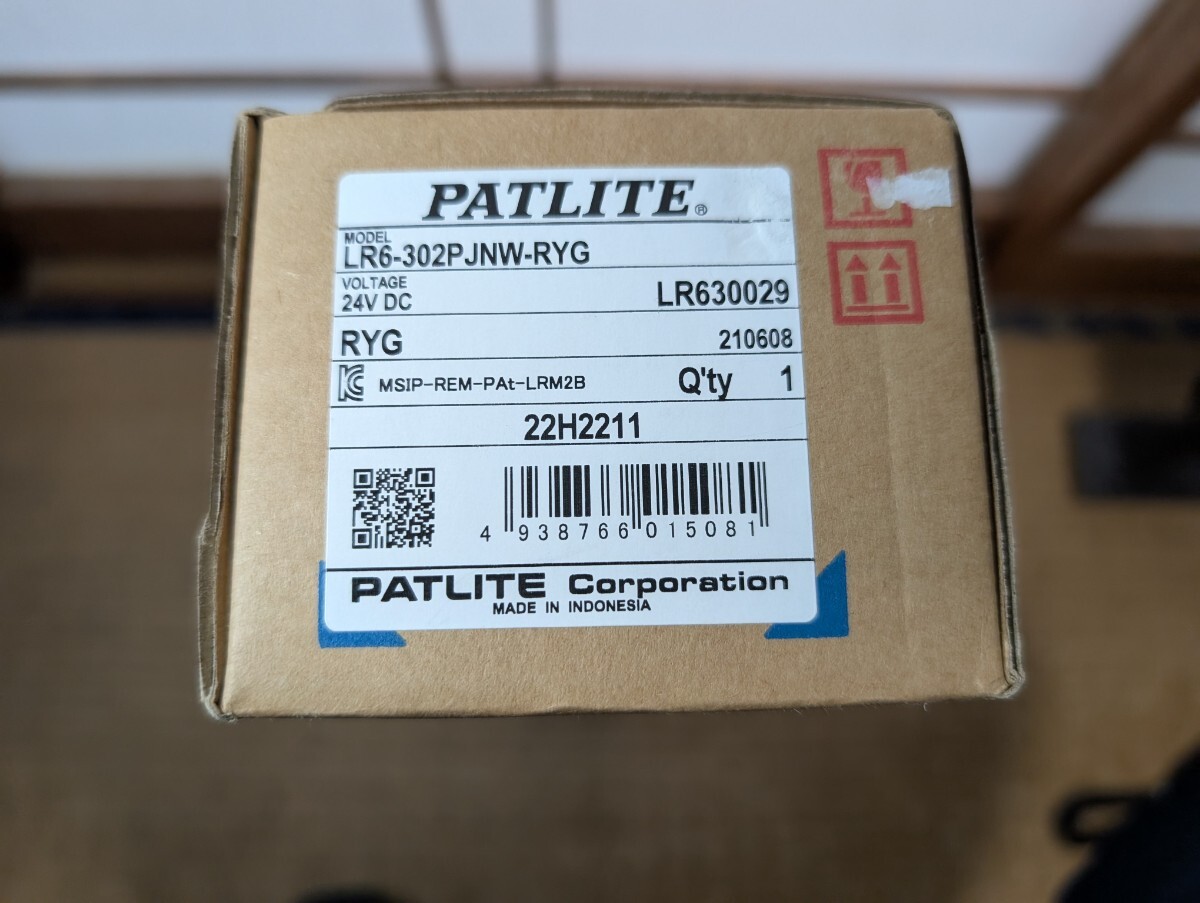 PATLITE®
MODEL
LR6-302PJNW-RYG
VOLTAGE
24V DC LR630029
RYG 210608
MSIP-REM-PAt-LRM2B Q'ty 1
22H2211
4 938766 015081
PATLITE Corporation
MADE IN INDONESIA